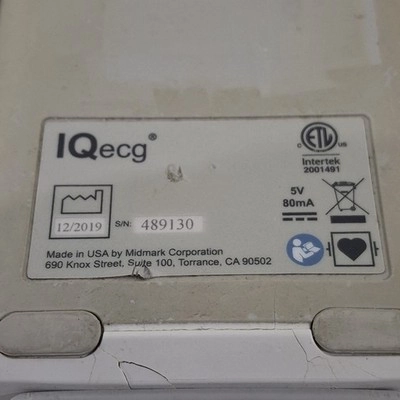 IQecg®
C ETL US
Intertek
2001491
5V
80mA
12/2019 S/N: 489130
Made in USA by Midmark Corporation
690 Knox Street, Suite 100, Torrance, CA 90502